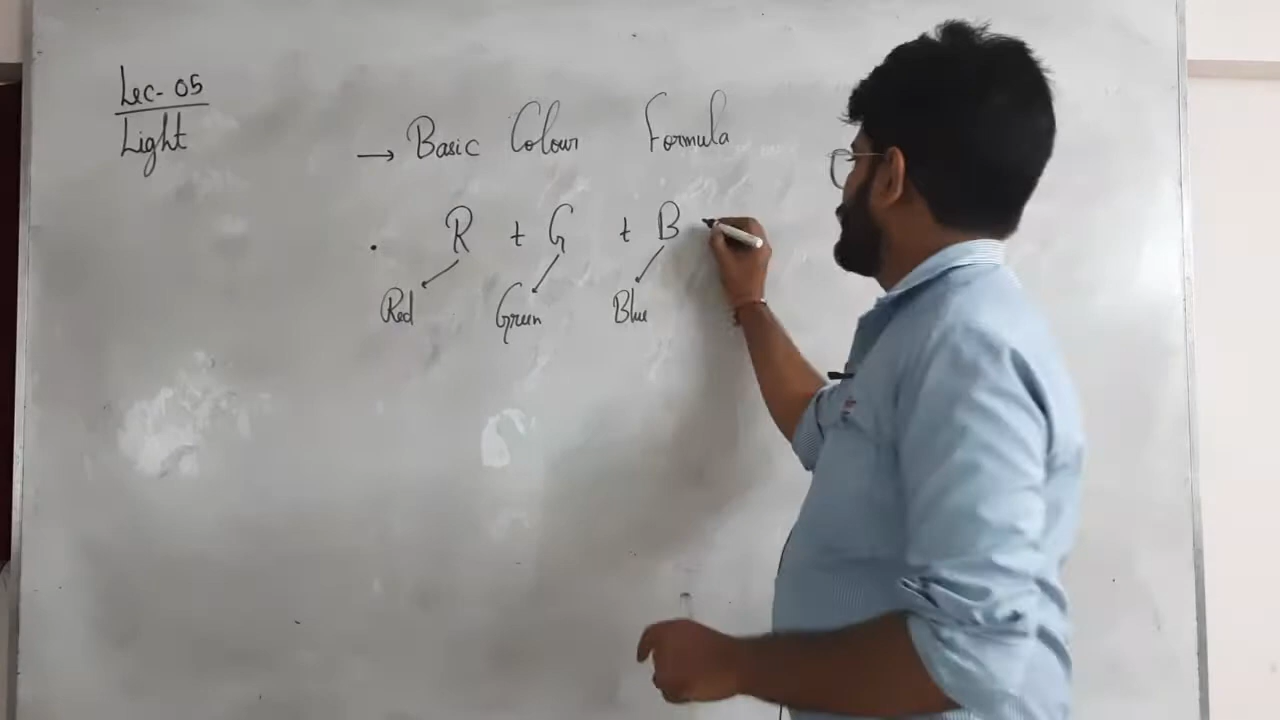 Lec-05
Light
→ Basic Colour Formula
. R + G + B
Red Green Blue